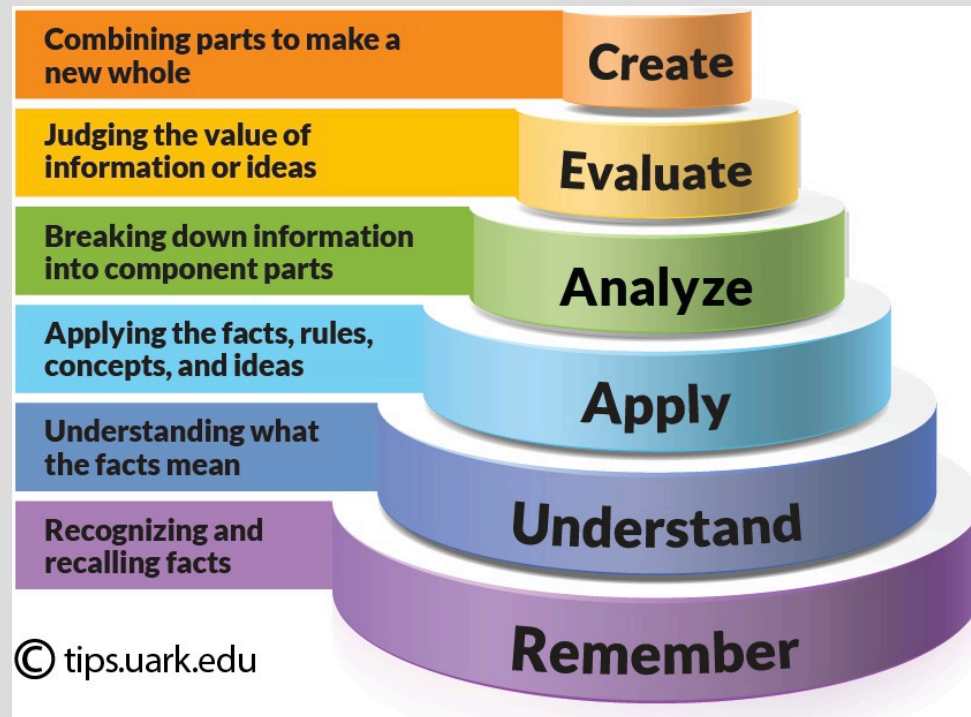 Combining parts to make a
new whole
Create
Judging the value of
information or ideas
Evaluate
Breaking down information
into component parts
Analyze
Applying the facts, rules,
concepts, and ideas
Apply
Understanding what
the facts mean
Understand
Recognizing and
recalling facts
Remember
© tips.uark.edu